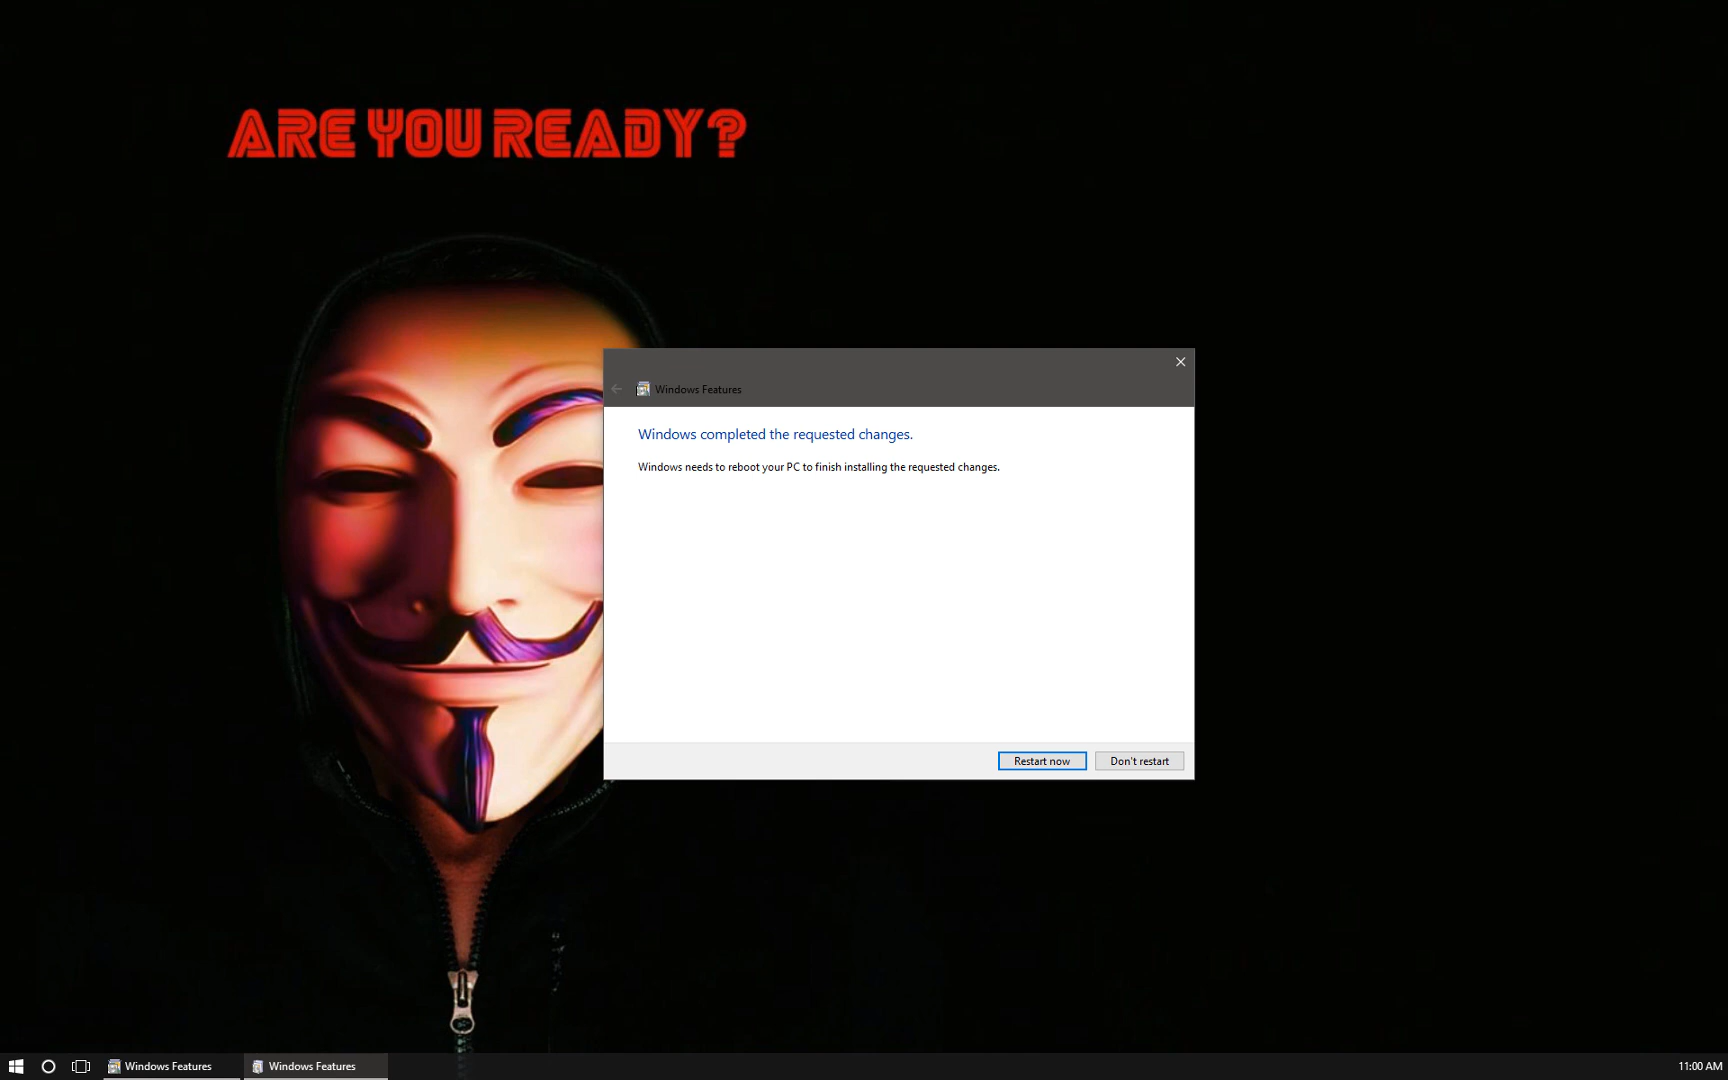 ARE YOU READY?
Windows Features
Windows completed the requested changes.
Windows needs to reboot your PC to finish installing the requested changes.
Restart now
Don't restart
Windows Features
Windows Features
11:00 AM